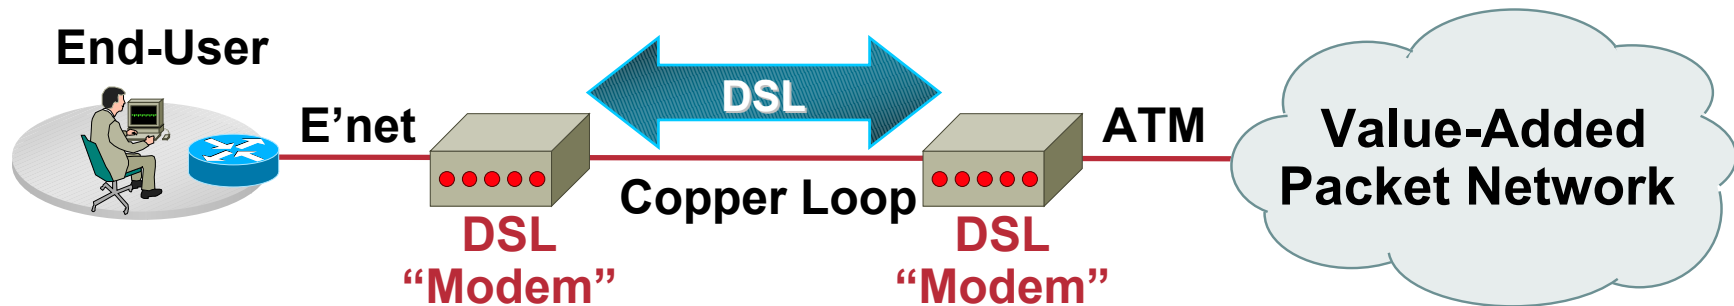 End-User
E’net
DSL
“Modem”
DSL
Copper Loop
DSL
“Modem”
ATM
Value-Added
Packet Network